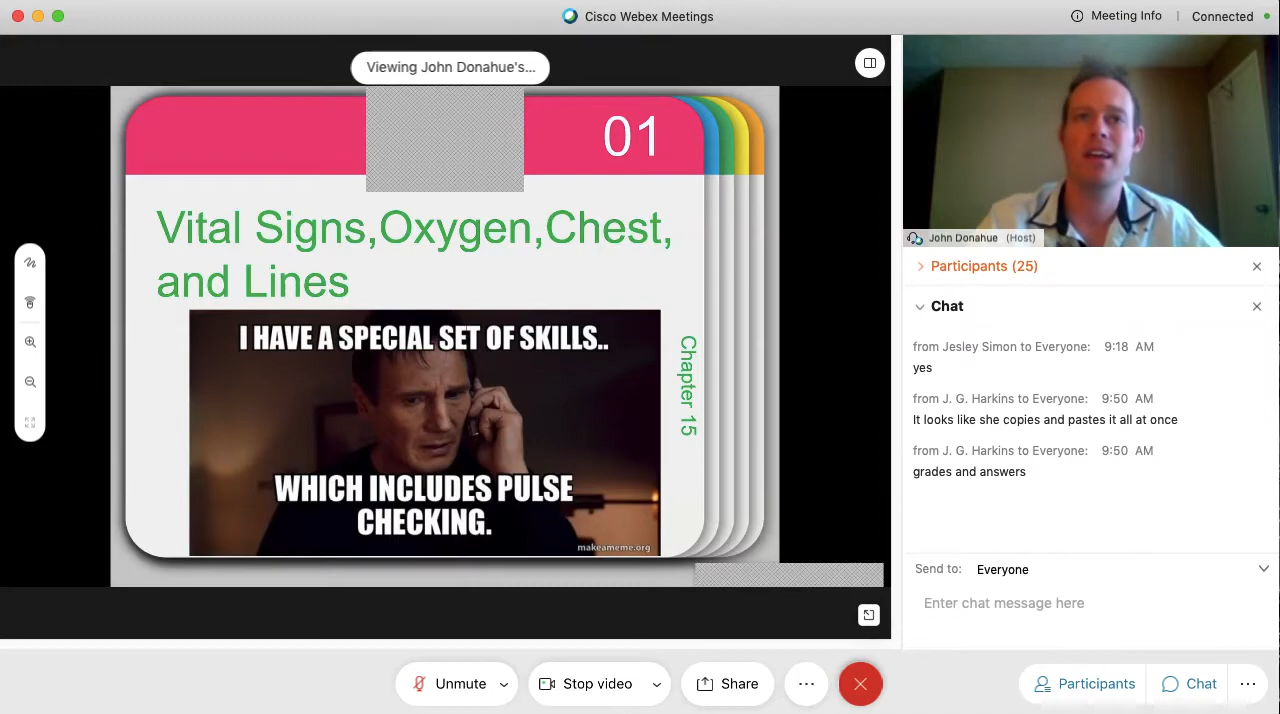 Cisco Webex Meetings
Meeting Info
Connected
Viewing John Donahue's...
01
Vital Signs,Oxygen,Chest,
and Lines
I HAVE A SPECIAL SET OF SKILLS..
WHICH INCLUDES PULSE
CHECKING.
makeameme.org
Chapter 15
John Donahue (Host)
Participants (25)
Chat
from Jesley Simon to Everyone: 9:18 AM
yes
from J. G. Harkins to Everyone: 9:50 AM
It looks like she copies and pastes it all at once
from J. G. Harkins to Everyone: 9:50 AM
grades and answers
Send to: Everyone
Enter chat message here
Unmute
Stop video
Share
Participants
Chat